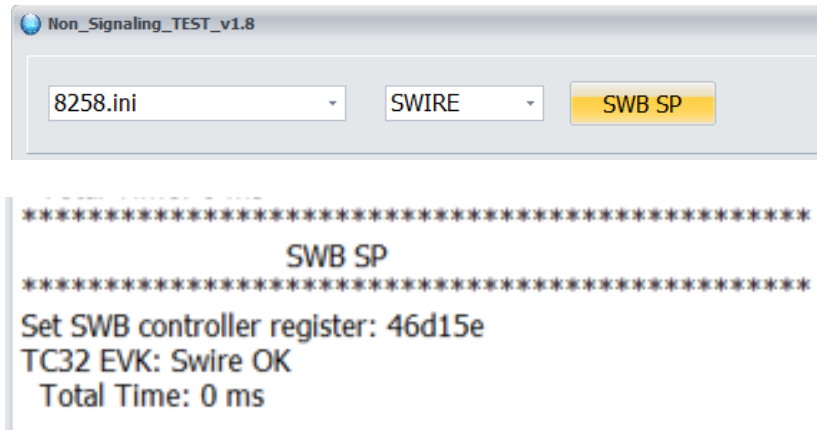 Non_Signaling_TEST_v1.8
8258.ini SWIRE SWB SP
************************************************
SWB SP
************************************************
Set SWB controller register: 46d15e
TC32 EVK: Swire OK
Total Time: 0 ms